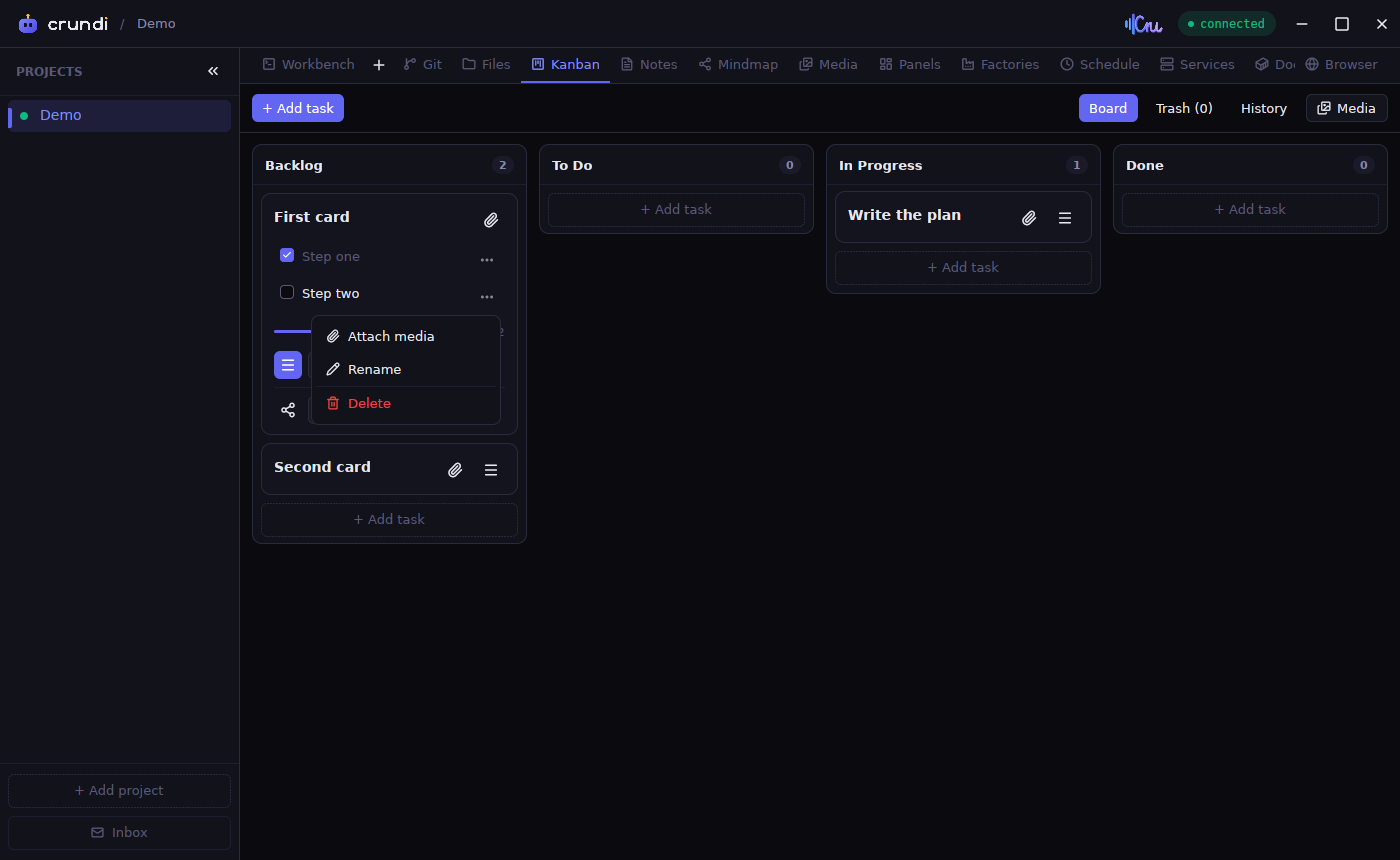 crundi / Demo
Cru
connected
PROJECTS
Workbench
Git
Files
Kanban
Notes
Mindmap
Media
Panels
Factories
Schedule
Services
Browser
Demo
+ Add task
Board
Trash (0)
History
Media
Backlog 2
To Do 0
In Progress 1
Done 0
First card
Step one
Step two
Attach media
Rename
Delete
Second card
+ Add task
+ Add task
Write the plan
+ Add task
+ Add task
+ Add project
Inbox